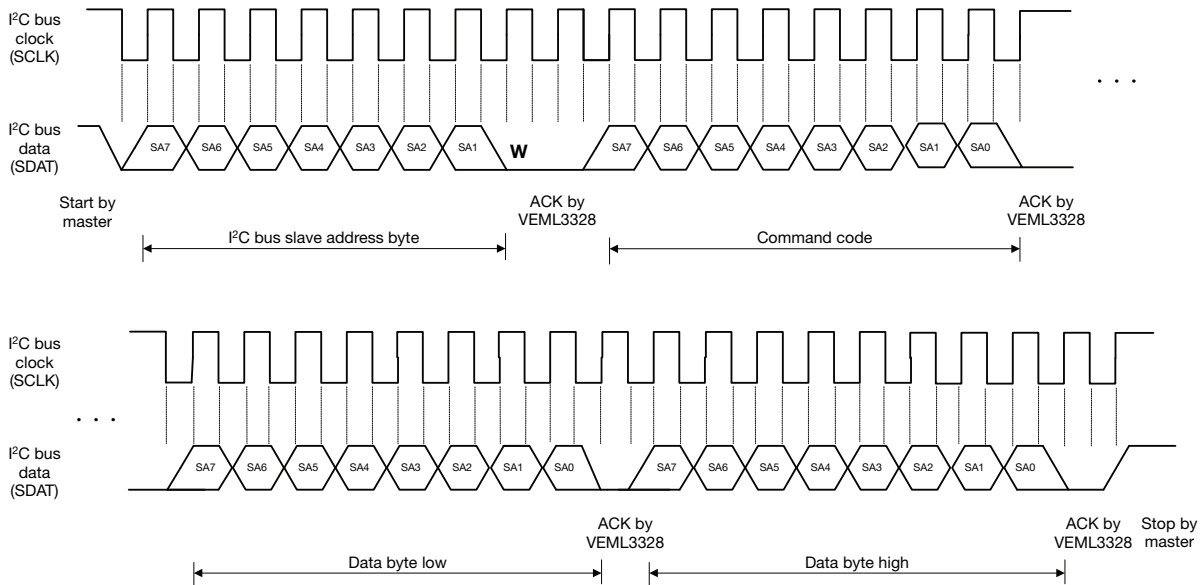 I²C bus
clock
(SCLK)
. . .
I²C bus
data
(SDAT)
SA7 SA6 SA5 SA4 SA3 SA2 SA1 W SA7 SA6 SA5 SA4 SA3 SA2 SA1 SA0
Start by
master
ACK by
VEML3328
ACK by
VEML3328
I²C bus slave address byte
Command code
I²C bus
clock
(SCLK)
. . .
I²C bus
data
(SDAT)
SA7 SA6 SA5 SA4 SA3 SA2 SA1 SA0 SA7 SA6 SA5 SA4 SA3 SA2 SA1 SA0
ACK by
VEML3328
ACK by
VEML3328
Stop by
master
Data byte low
Data byte high